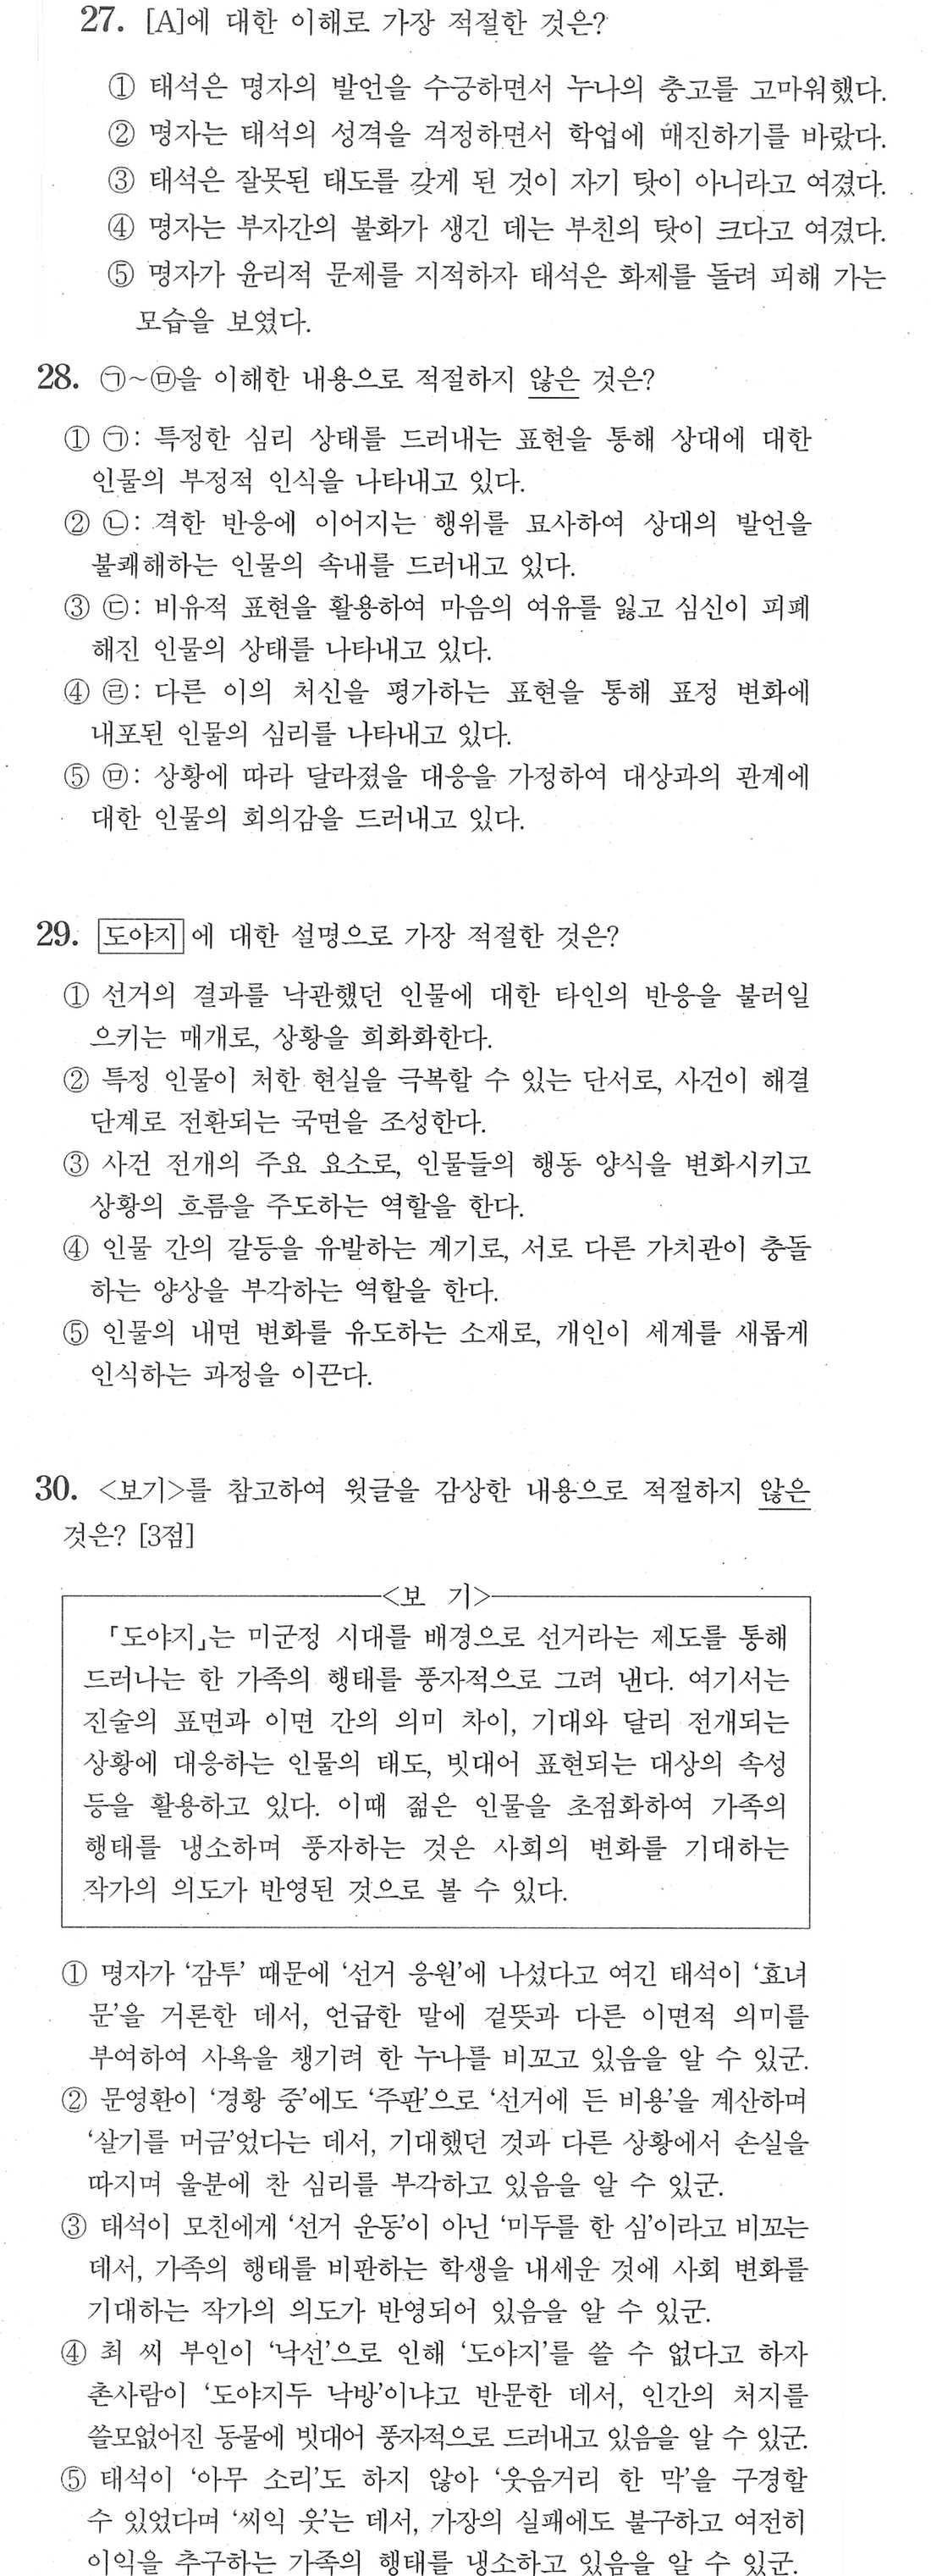 27. [A]에 대한 이해로 가장 적절한 것은?
① 태석은 명자의 발언을 수긍하면서 누나의 충고를 고마워했다.
② 명자는 태석의 성격을 걱정하면서 학업에 매진하기를 바랐다.
③ 태석은 잘못된 태도를 갖게 된 것이 자기 탓이 아니라고 여겼다.
④ 명자는 부자간의 불화가 생긴 데는 부친의 탓이 크다고 여겼다.
⑤ 명자가 윤리적 문제를 지적하자 태석은 화제를 돌려 피해 가는
모습을 보였다.
28. ㉠~㉤을 이해한 내용으로 적절하지 않은 것은?
① ㉠: 특정한 심리 상태를 드러내는 표현을 통해 상대에 대한
인물의 부정적 인식을 나타내고 있다.
② ㉡: 격한 반응에 이어지는 행위를 묘사하여 상대의 발언을
불쾌해하는 인물의 속내를 드러내고 있다.
③ ㉢: 비유적 표현을 활용하여 마음의 여유를 잃고 심신이 피폐
해진 인물의 상태를 나타내고 있다.
④ ㉣: 다른 이의 처신을 평가하는 표현을 통해 표정 변화에
내포된 인물의 심리를 나타내고 있다.
⑤ ㉤: 상황에 따라 달라졌을 대응을 가정하여 대상과의 관계에
대한 인물의 회의감을 드러내고 있다.
29. 도야지에 대한 설명으로 가장 적절한 것은?
① 선거의 결과를 낙관했던 인물에 대한 타인의 반응을 불러일
으키는 매개로, 상황을 희화화한다.
② 특정 인물이 처한 현실을 극복할 수 있는 단서로, 사건이 해결
단계로 전환되는 국면을 조성한다.
③ 사건 전개의 주요 요소로, 인물들의 행동 양식을 변화시키고
상황의 흐름을 주도하는 역할을 한다.
④ 인물 간의 갈등을 유발하는 계기로, 서로 다른 가치관이 충돌
하는 양상을 부각하는 역할을 한다.
⑤ 인물의 내면 변화를 유도하는 소재로, 개인이 세계를 새롭게
인식하는 과정을 이끈다.
30. <보기>를 참고하여 윗글을 감상한 내용으로 적절하지 않은
것은? [3점]
<보 기>
「도야지」는 미군정 시대를 배경으로 선거라는 제도를 통해
드러나는 한 가족의 행태를 풍자적으로 그려 낸다. 여기서는
진술의 표면과 이면 간의 의미 차이, 기대와 달리 전개되는
상황에 대응하는 인물의 태도, 빗대어 표현되는 대상의 속성
등을 활용하고 있다. 이때 젊은 인물을 초점화하여 가족의
행태를 냉소하며 풍자하는 것은 사회의 변화를 기대하는
작가의 의도가 반영된 것으로 볼 수 있다.
① 명자가 ‘감투’ 때문에 ‘선거 응원’에 나섰다고 여긴 태석이 ‘효녀
문’을 거론한 데서, 언급한 말에 겉뜻과 다른 이면적 의미를
부여하여 사욕을 챙기려 한 누나를 비꼬고 있음을 알 수 있군.
② 문영환이 ‘경황 중’에도 ‘주판’으로 ‘선거에 든 비용’을 계산하며
‘살기를 머금’었다는 데서, 기대했던 것과 다른 상황에서 손실을
따지며 울분에 찬 심리를 부각하고 있음을 알 수 있군.
③ 태석이 모친에게 ‘선거 운동’이 아닌 ‘미두를 한 심’이라고 비꼬는
데서, 가족의 행태를 비판하는 학생을 내세운 것에 사회 변화를
기대하는 작가의 의도가 반영되어 있음을 알 수 있군.
④ 최 씨 부인이 ‘낙선’으로 인해 ‘도야지’를 쓸 수 없다고 하자
촌사람이 ‘도야지두 낙방’이냐고 반문한 데서, 인간의 처지를
쓸모없어진 동물에 빗대어 풍자적으로 드러내고 있음을 알 수 있군.
⑤ 태석이 ‘아무 소리’도 하지 않아 ‘웃음거리 한 막’을 구경할
수 있었다며 ‘씨익 웃’는 데서, 가장의 실패에도 불구하고 여전히
이익을 추구하는 가족의 행태를 냉소하고 있음을 알 수 있군.